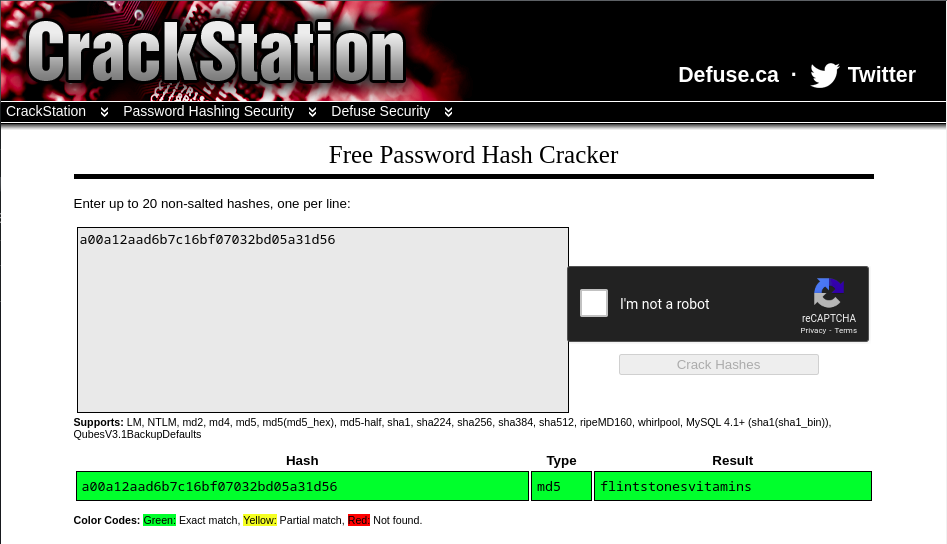 CrackStation
Defuse.ca · Twitter
CrackStation Password Hashing Security Defuse Security
Free Password Hash Cracker
Enter up to 20 non-salted hashes, one per line:
a00a12aad6b7c16bf07032bd05a31d56
I'm not a robot
reCAPTCHA
Privacy - Terms
Crack Hashes
Supports: LM, NTLM, md2, md4, md5, md5(md5_hex), md5-half, sha1, sha224, sha256, sha384, sha512, ripeMD160, whirlpool, MySQL 4.1+ (sha1(sha1_bin)),
QubesV3.1BackupDefaults
Hash Type Result
a00a12aad6b7c16bf07032bd05a31d56 md5 flintstonesvitamins
Color Codes: Green: Exact match, Yellow: Partial match, Red: Not found.